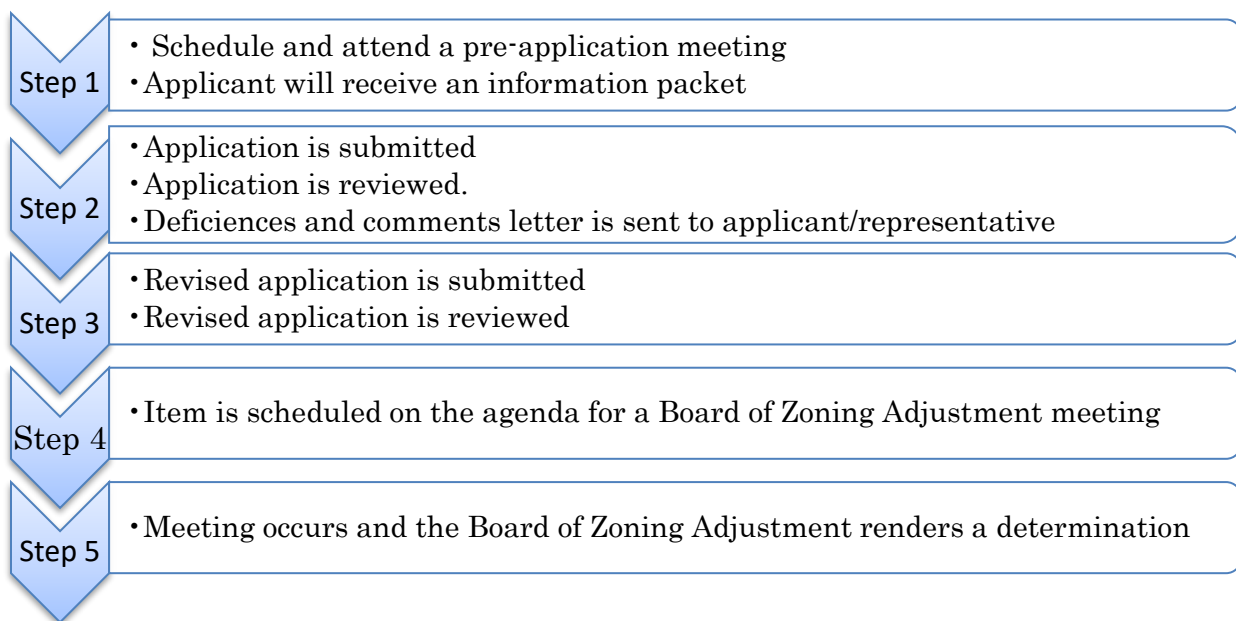 Step 1
• Schedule and attend a pre-application meeting
•Applicant will receive an information packet
Step 2
•Application is submitted
•Application is reviewed.
•Deficiences and comments letter is sent to applicant/representative
Step 3
•Revised application is submitted
•Revised application is reviewed
Step 4
•Item is scheduled on the agenda for a Board of Zoning Adjustment meeting
Step 5
•Meeting occurs and the Board of Zoning Adjustment renders a determination